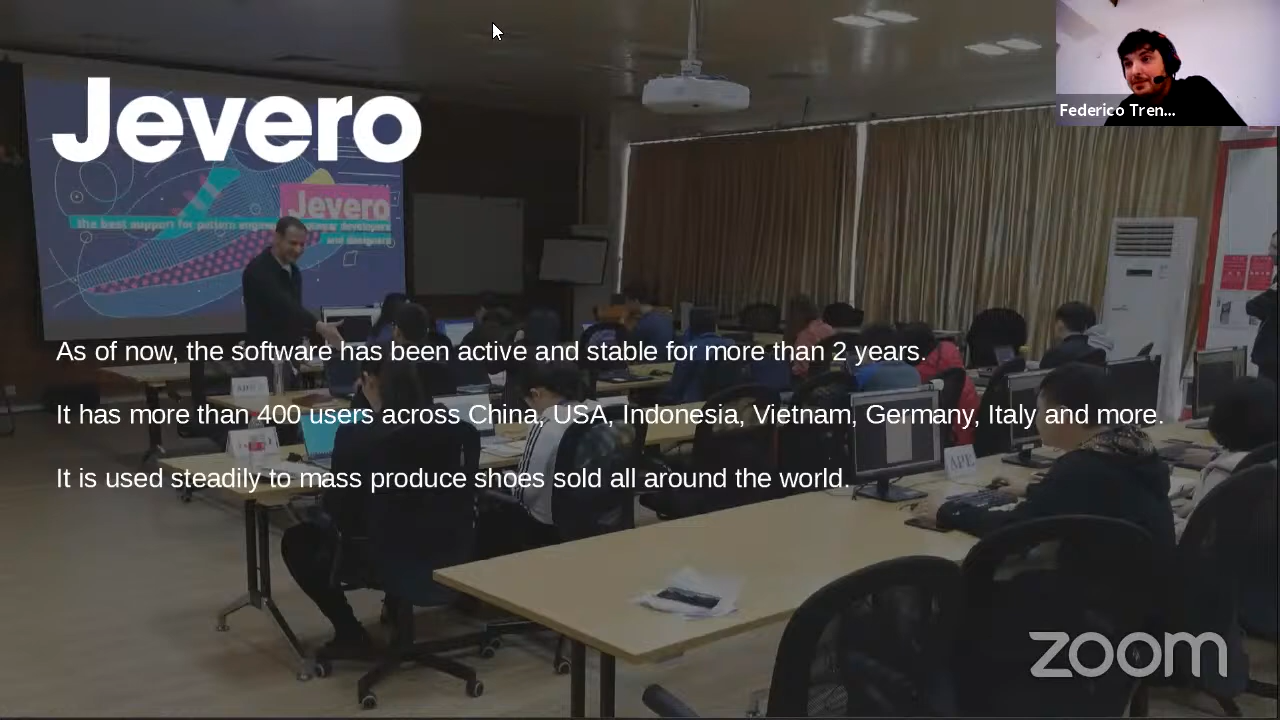 Jevero
Federico Tren...
Jevero
the best support for pattern
developers
and designers
As of now, the software has been active and stable for more than 2 years.
It has more than 400 users across China, USA, Indonesia, Vietnam, Germany, Italy and more.
It is used steadily to mass produce shoes sold all around the world.
zoom